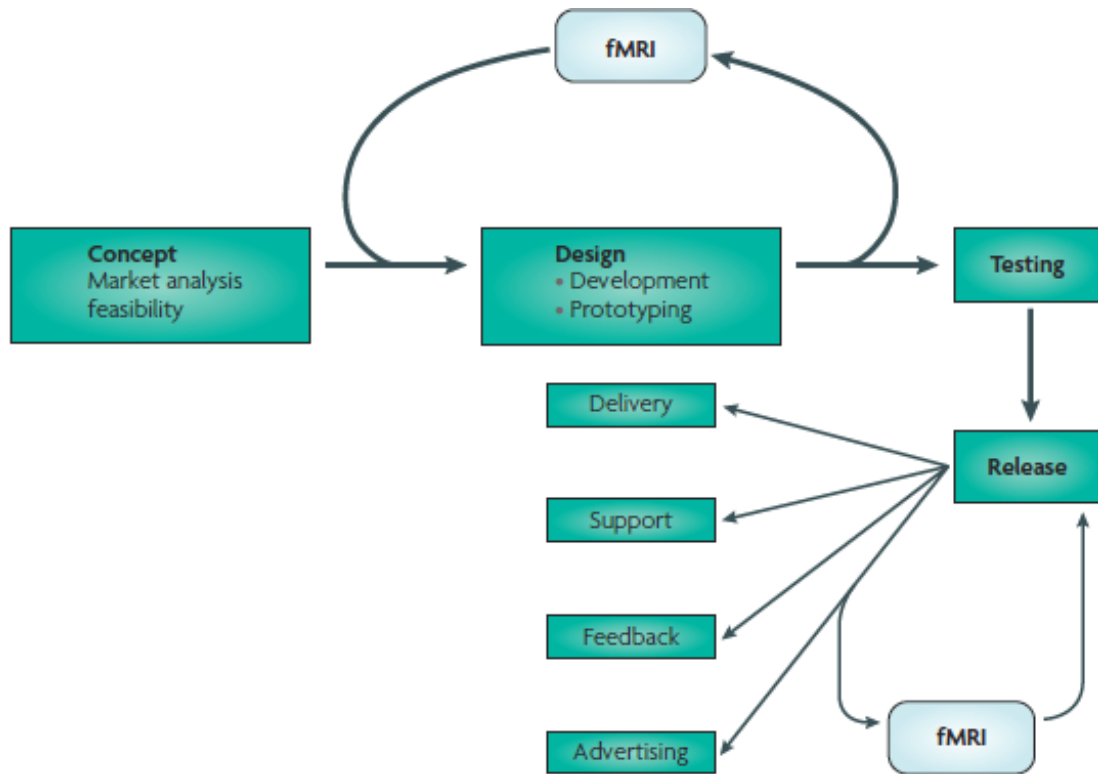 fMRI
Concept
Market analysis
feasibility
Design
• Development
• Prototyping
Testing
Delivery
Release
Support
Feedback
fMRI
Advertising